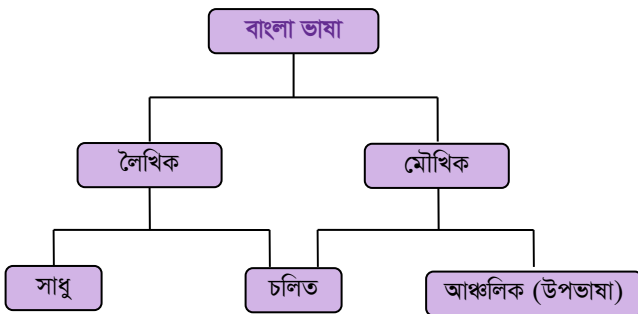 বাংলা ভাষা
লৈখিক
মৌখিক
সাধু
চলিত
আঞ্চলিক (উপভাষা)